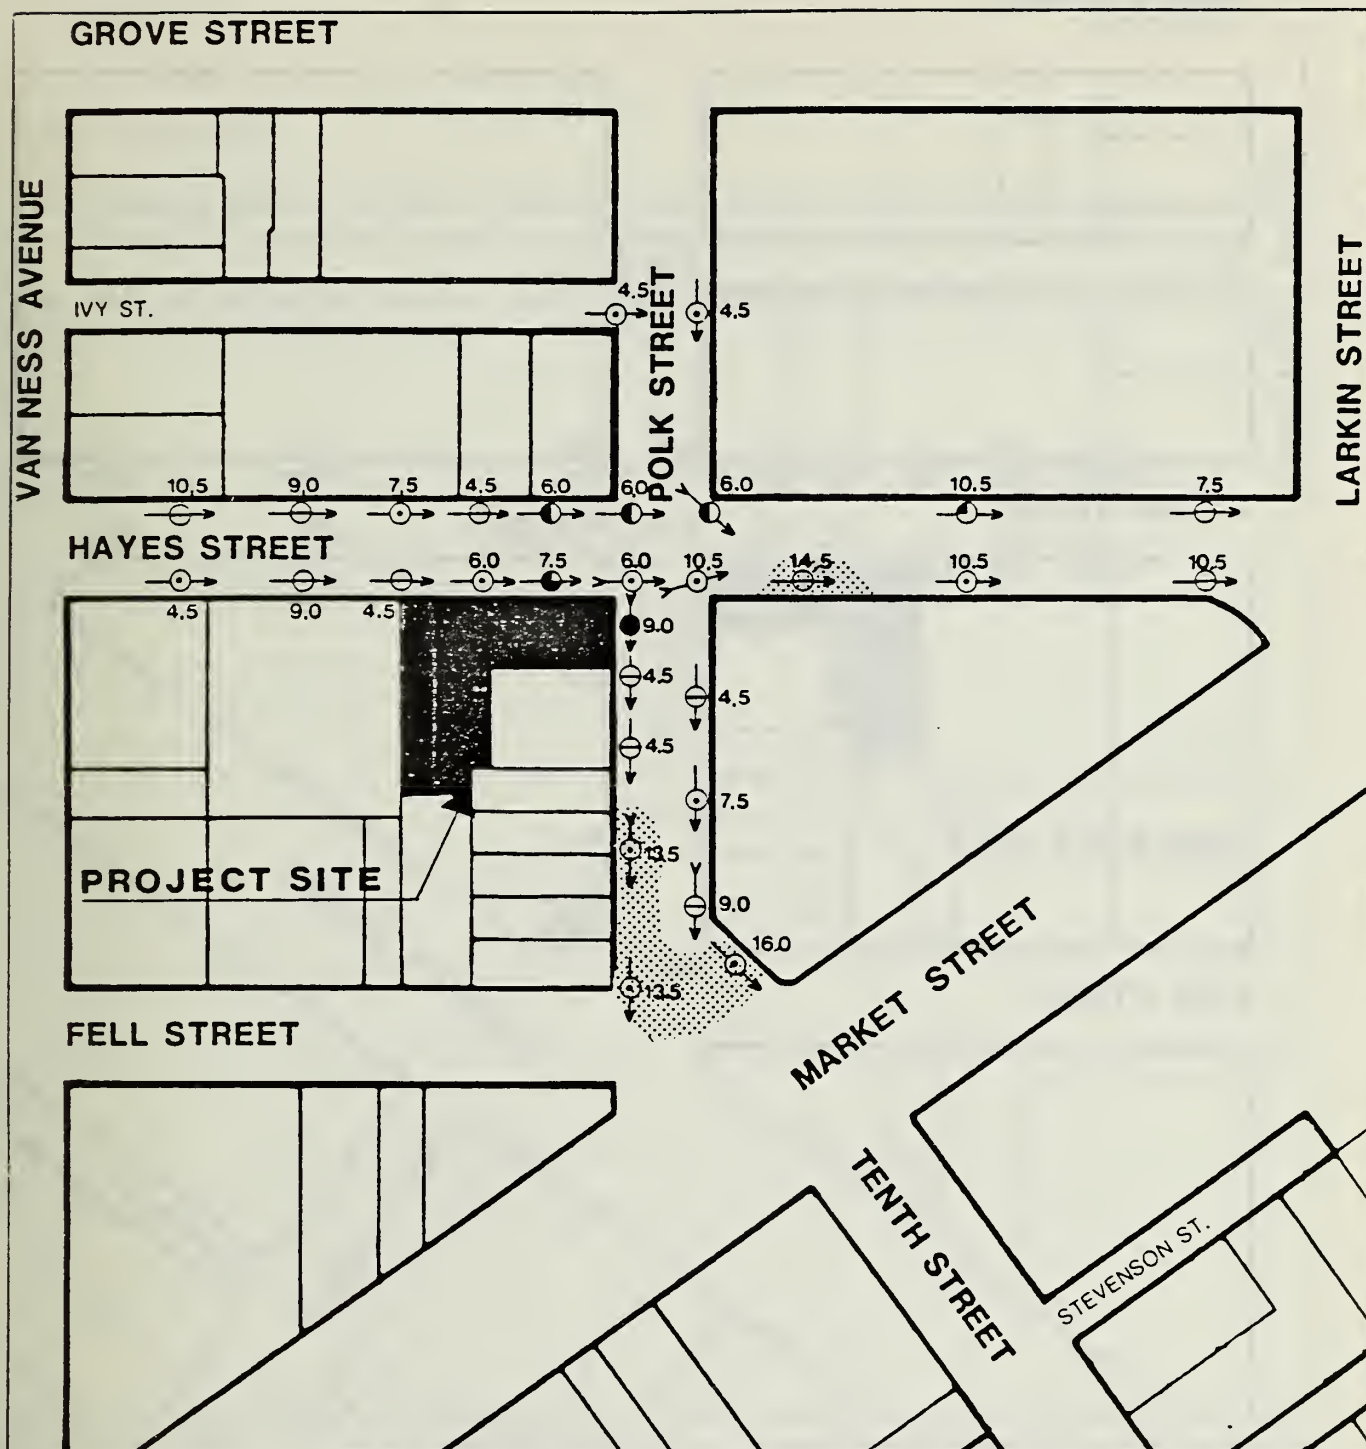 GROVE STREET
VAN NESS AVENUE
IVY ST.
4.5
POLK STREET
4.5
LARKIN STREET
10.5 9.0 7.5 4.5 6.0 6.0 6.0 10.5 7.5
HAYES STREET
6.0 7.5 6.0 10.5 14.5 10.5 10.5
4.5 9.0 4.5
9.0
4.5
4.5
4.5
7.5
13.5
PROJECT SITE
9.0
16.0
13.5
FELL STREET
MARKET STREET
TENTH STREET
STEVENSON ST.